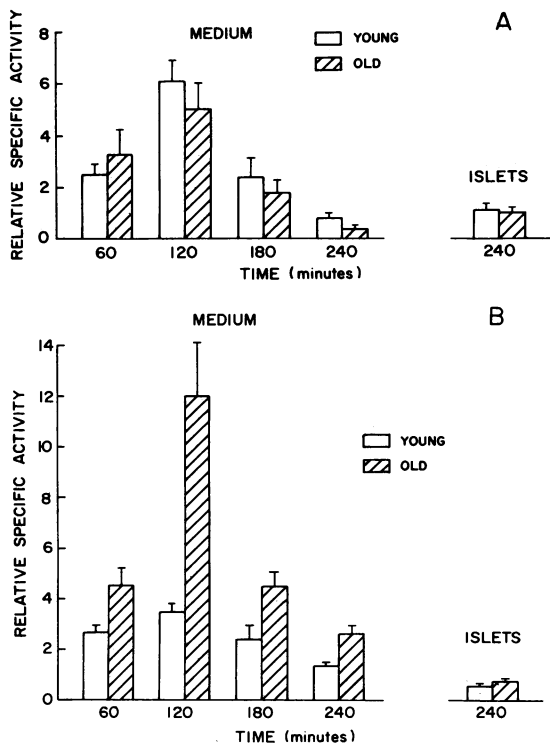 A
MEDIUM
YOUNG
OLD
RELATIVE SPECIFIC ACTIVITY
8
6
4
2
0
60 120 180 240
TIME (minutes)
ISLETS
240
B
MEDIUM
YOUNG
OLD
RELATIVE SPECIFIC ACTIVITY
14
12
10
8
6
4
2
0
60 120 180 240
TIME (minutes)
ISLETS
240